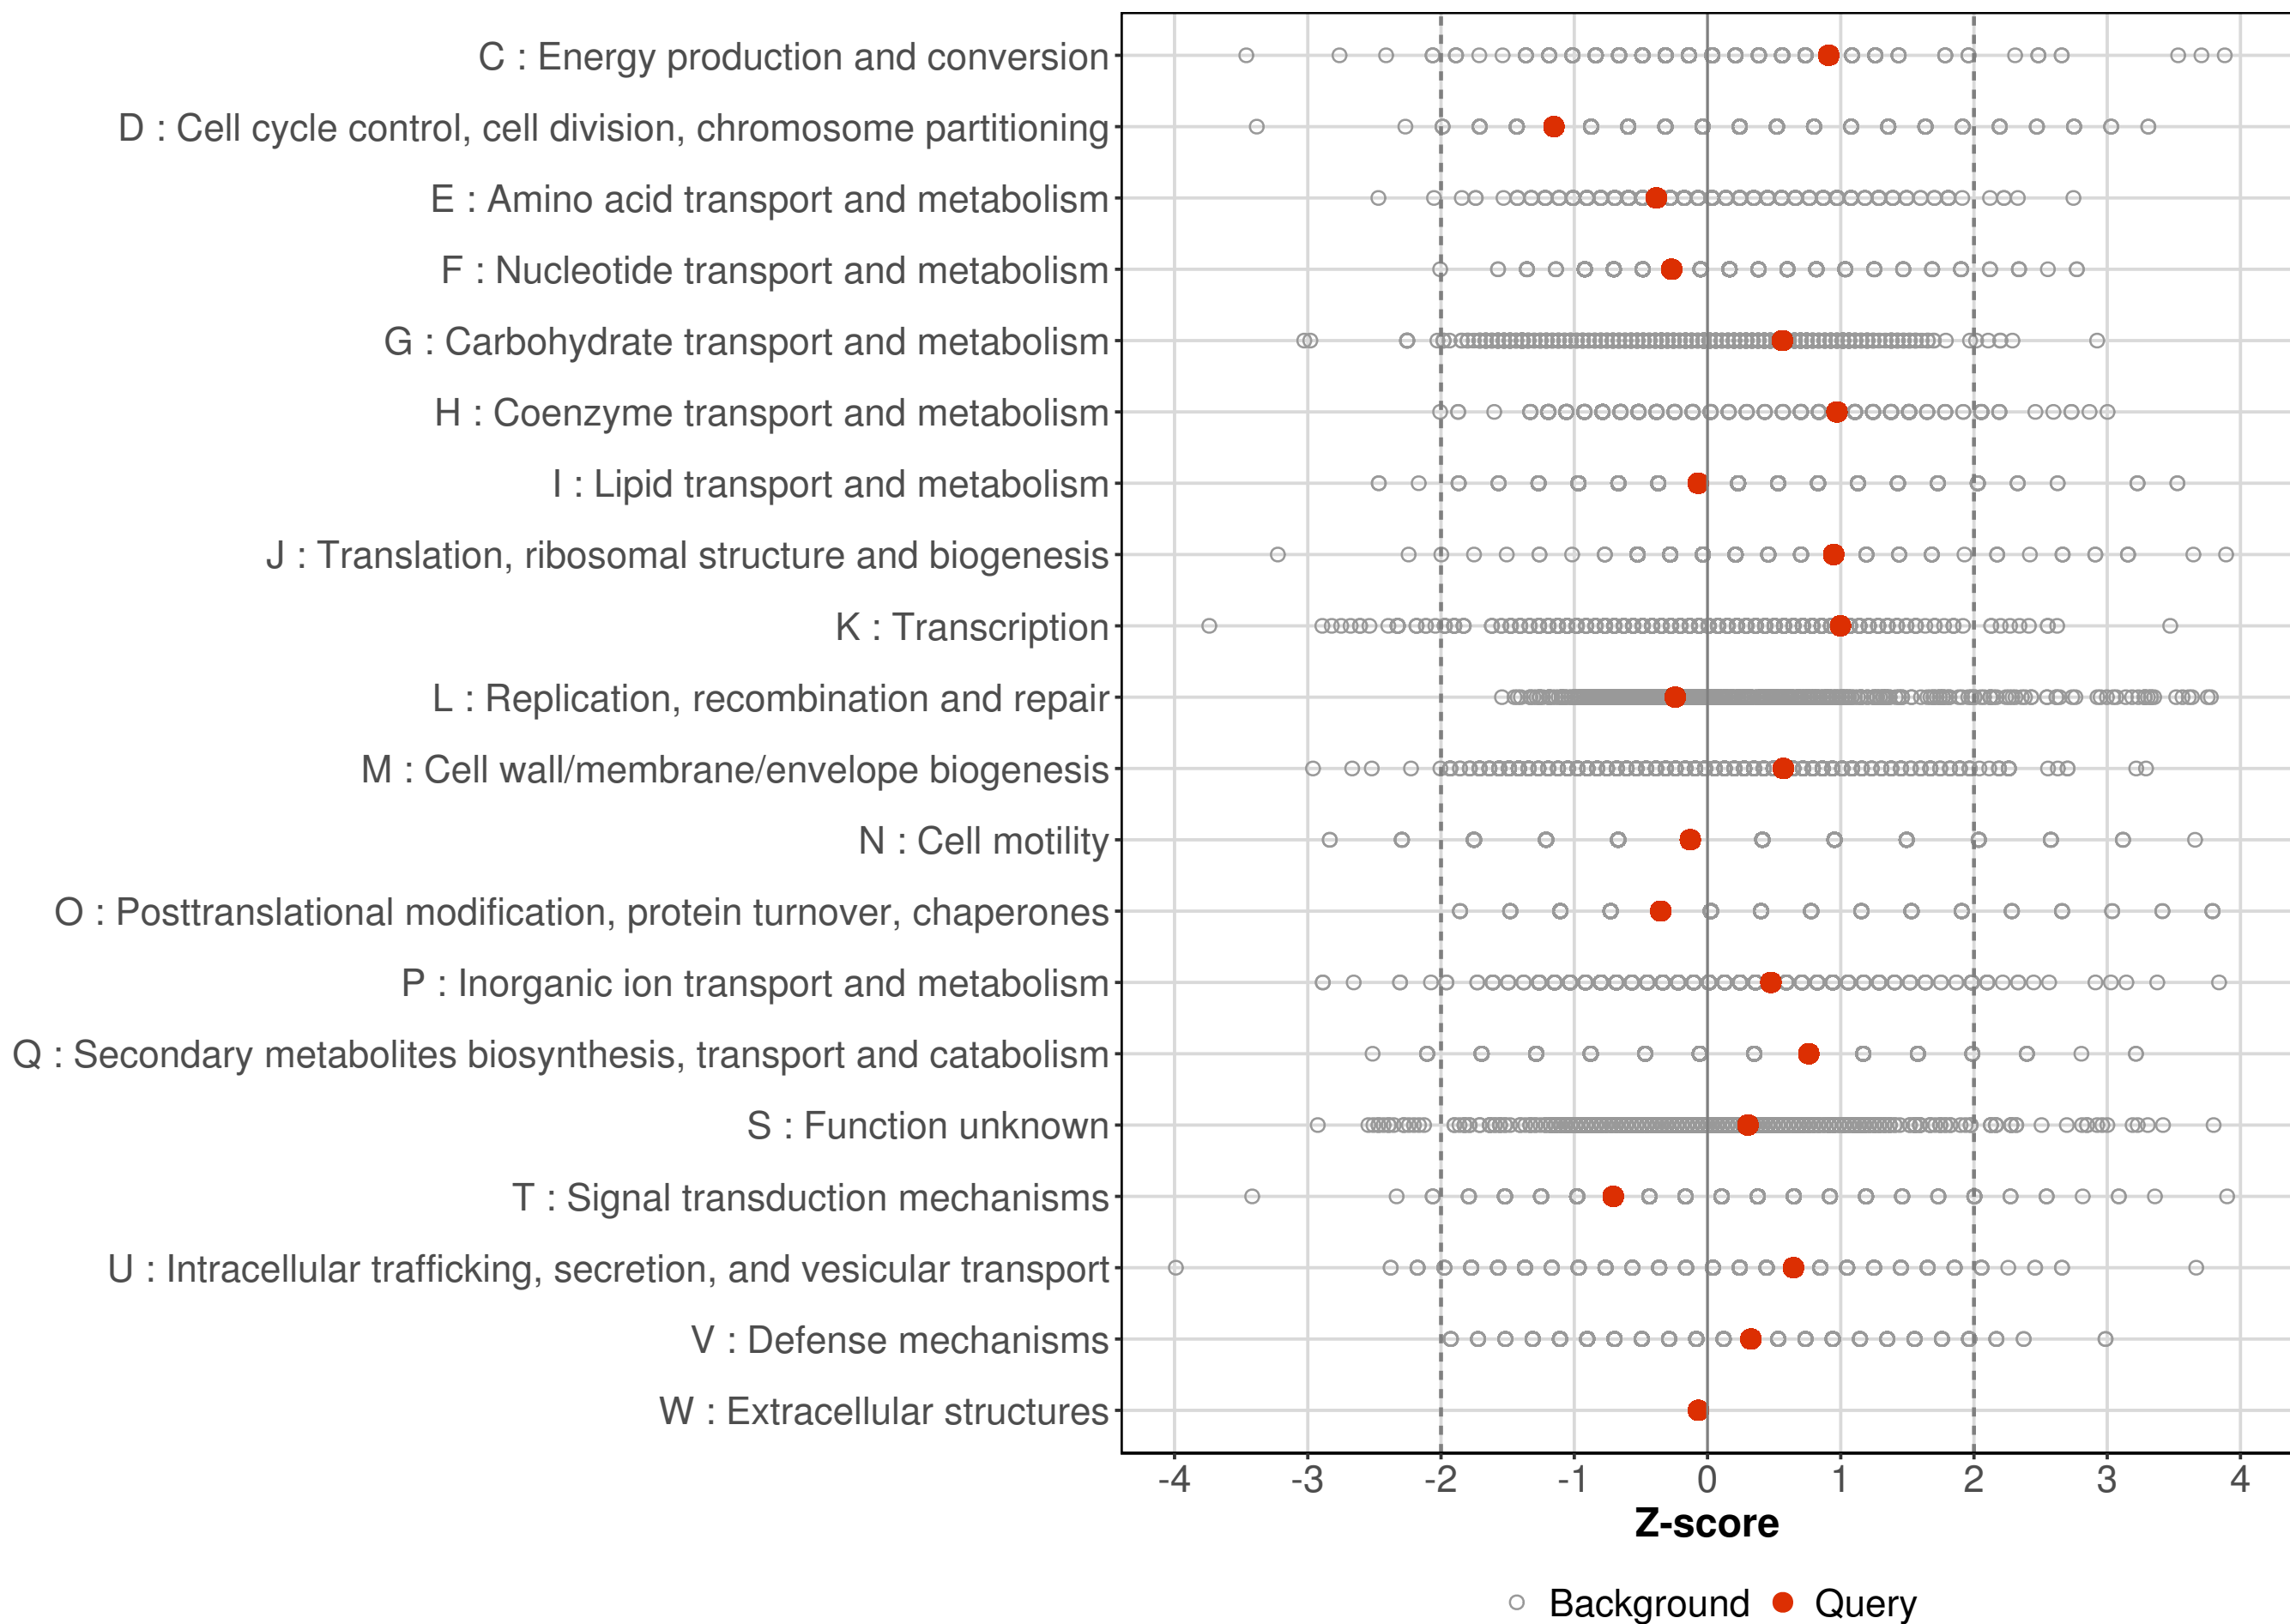 C : Energy production and conversion
D : Cell cycle control, cell division, chromosome partitioning
E : Amino acid transport and metabolism
F : Nucleotide transport and metabolism
G : Carbohydrate transport and metabolism
H : Coenzyme transport and metabolism
I : Lipid transport and metabolism
J : Translation, ribosomal structure and biogenesis
K : Transcription
L : Replication, recombination and repair
M : Cell wall/membrane/envelope biogenesis
N : Cell motility
O : Posttranslational modification, protein turnover, chaperones
P : Inorganic ion transport and metabolism
Q : Secondary metabolites biosynthesis, transport and catabolism
S : Function unknown
T : Signal transduction mechanisms
U : Intracellular trafficking, secretion, and vesicular transport
V : Defense mechanisms
W : Extracellular structures
-4 -3 -2 -1 0 1 2 3 4
Z-score
Background Query